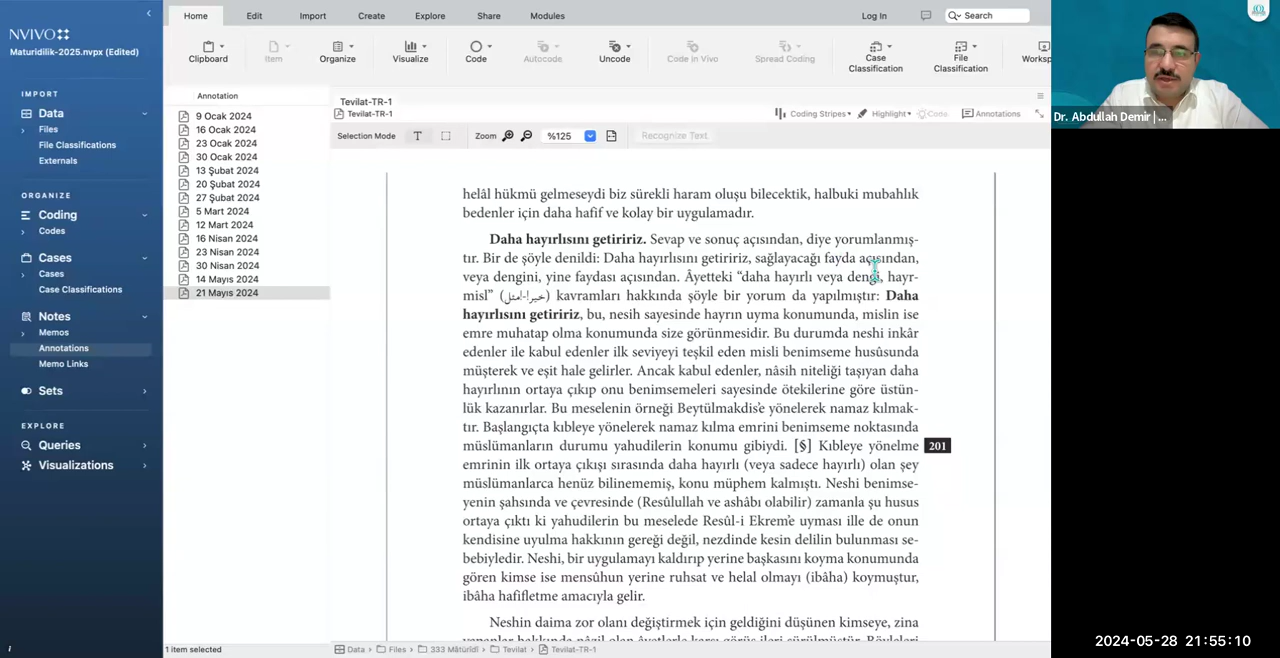 NVIVO
Maturidilik-2025.nvpx (Edited)
IMPORT
Data
Files
File Classifications
Externals
ORGANIZE
Coding
Codes
Cases
Cases
Case Classifications
Notes
Memos
Annotations
Memo Links
Sets
EXPLORE
Queries
Visualizations
Home Edit Import Create Explore Share Modules Log In Search
Clipboard Item Organize Visualize Code Autocode Uncode Code In Vivo Spread Coding Case Classification File Classification Worksp
Annotation
9 Ocak 2024
16 Ocak 2024
23 Ocak 2024
30 Ocak 2024
13 Şubat 2024
20 Şubat 2024
27 Şubat 2024
5 Mart 2024
12 Mart 2024
16 Nisan 2024
23 Nisan 2024
30 Nisan 2024
14 Mayıs 2024
21 Mayıs 2024
1 item selected
Tevilat-TR-1
Tevilat-TR-1 Coding Stripes Highlight Code Annotations
Selection Mode T Zoom %125 Recognize Text
helâl hükmü gelmeseydi biz sürekli haram oluşu bilecektik, halbuki mubahlık
bedenler için daha hafif ve kolay bir uygulamadır.
Daha hayırlısını getiririz. Sevap ve sonuç açısından, diye yorumlanmış-
tır. Bir de şöyle denildi: Daha hayırlısını getiririz, sağlayacağı fayda açısından,
veya dengini, yine faydası açısından. Âyetteki “daha hayırlı veya dengi, hayr-
misl” (خيرا-مثل) kavramları hakkında şöyle bir yorum da yapılmıştır: Daha
hayırlısını getiririz, bu, nesih sayesinde hayrın uyma konumunda, mislin ise
emre muhatap olma konumunda size görünmesidir. Bu durumda neshi inkâr
edenler ile kabul edenler ilk seviyeyi teşkil eden misli benimseme husûsunda
müşterek ve eşit hale gelirler. Ancak kabul edenler, nâsih niteliği taşıyan daha
hayırlının ortaya çıkıp onu benimsemeleri sayesinde ötekilerine göre üstün-
lük kazanırlar. Bu meselenin örneği Beytülmakdis’e yönelerek namaz kılmak-
tır. Başlangıçta kıbleye yönelerek namaz kılma emrini benimseme noktasında
müslümanların durumu yahudilerin konumu gibiydi. [§] Kıbleye yönelme 201
emrinin ilk ortaya çıkışı sırasında daha hayırlı (veya sadece hayırlı) olan şey
müslümanlarca henüz bilinememiş, konu müphem kalmıştı. Neshi benimse-
yenin şahsında ve çevresinde (Resûlullah ve ashâbı olabilir) zamanla şu husus
ortaya çıktı ki yahudilerin bu meselede Resûl-i Ekrem’e uyması ille de onun
kendisine uyulma hakkının gereği değil, nezdinde kesin delilin bulunması se-
bebiyledir. Neshi, bir uygulamayı kaldırıp yerine başkasını koyma konumunda
gören kimse ise mensûhun yerine ruhsat ve helal olmayı (ibâha) koymuştur,
ibâha hafifletme amacıyla gelir.
Neshin daima zor olanı değiştirmek için geldiğini düşünen kimseye, zina
Data Files 333 Mâtürîdî Tevilat Tevilat-TR-1
Dr. Abdullah Demir | ...
2024-05-28 21:55:10